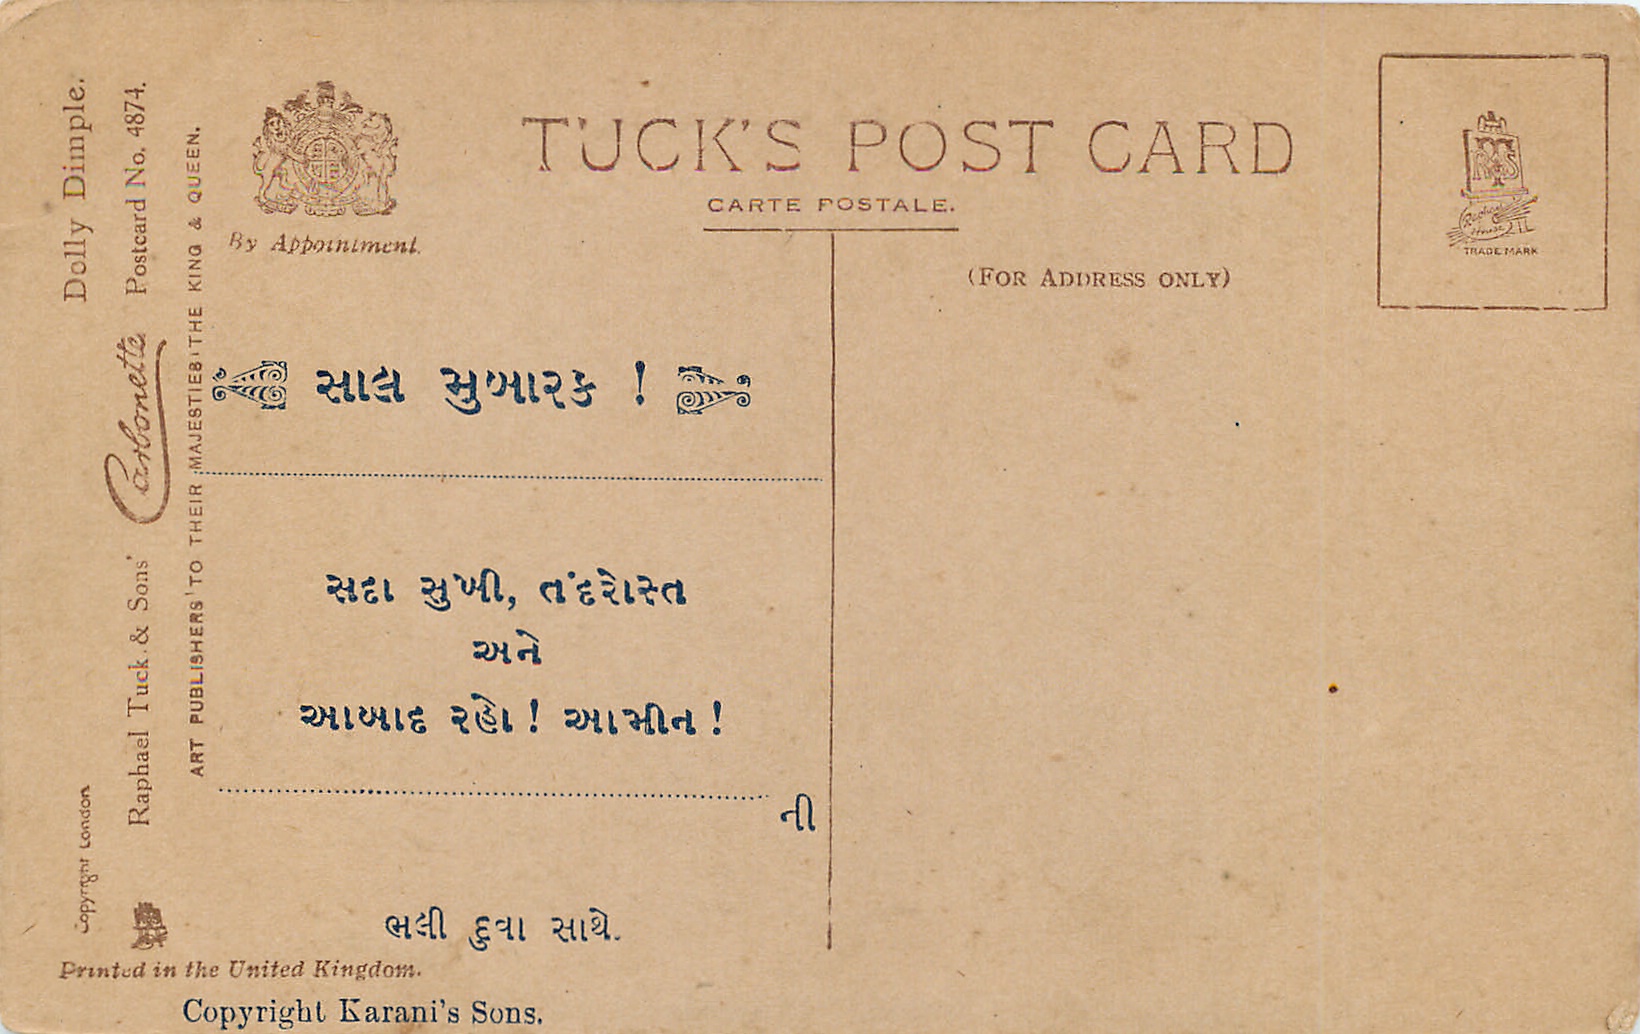 Dolly Dimple.
Postcard No. 4874.
Carbonette
Raphael Tuck & Sons'
ART PUBLISHERS TO THEIR MAJESTIES THE KING & QUEEN.
Copyright London
By Appointment.
TUCK'S POST CARD
CARTE POSTALE.
(FOR ADDRESS ONLY)
Raphael House
TRADE MARK
સાલ મુબારક !
સદા સુખી, તંદરોસ્ત
અને
આબાદ રહો ! આમીન !
ની
ભલી દુવા સાથે.
Printed in the United Kingdom.
Copyright Karani's Sons.